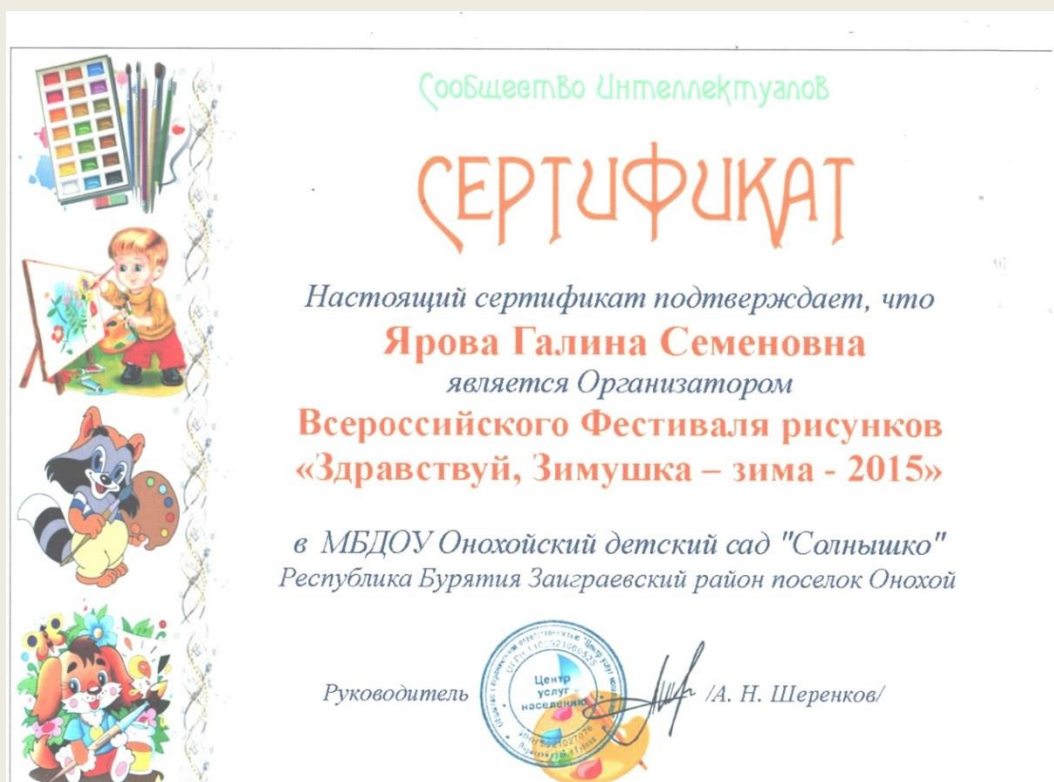 Сообщество Интеллектуалов
СЕРТИФИКАТ
Настоящий сертификат подтверждает, что
Ярова Галина Семеновна
является Организатором
Всероссийского Фестиваля рисунков
«Здравствуй, Зимушка – зима - 2015»
в МБДОУ Онохойский детский сад "Солнышко"
Республика Бурятия Заиграевский район поселок Онохой
Центр
услуг
населению
Руководитель /А. Н. Шеренков/